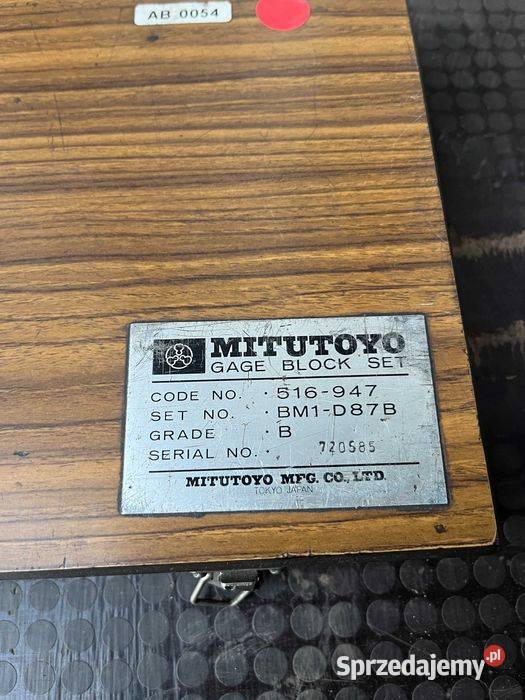 AB 0054
MITUTOYO
GAGE BLOCK SET
CODE NO. · 516-947
SET NO. · BM1-D87B
GRADE · B
SERIAL NO. · 720585
MITUTOYO MFG. CO., LTD.
TOKYO JAPAN
Sprzedajemy.pl